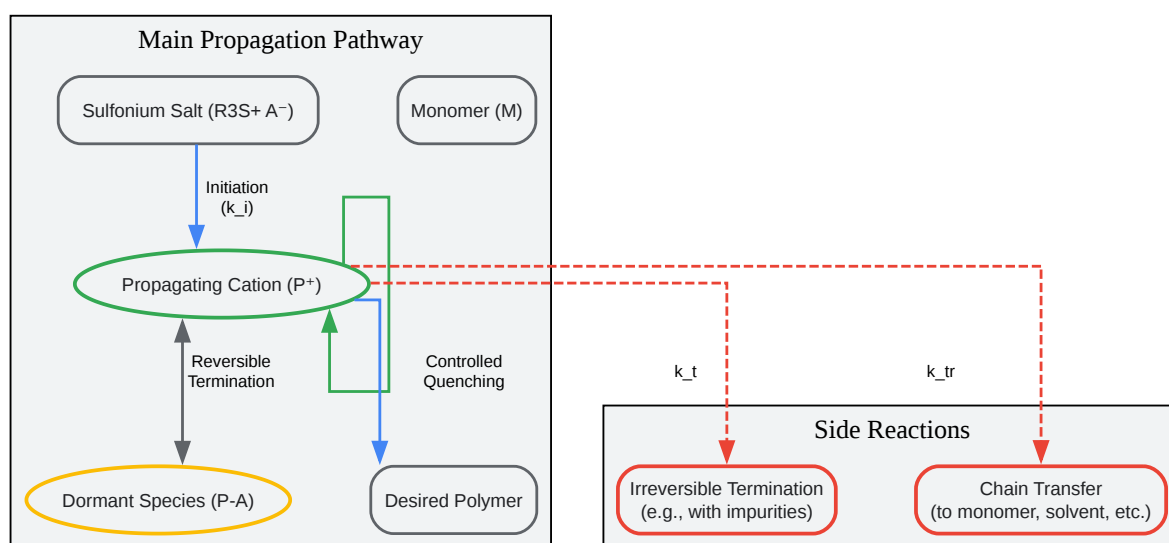 Main Propagation Pathway
Sulfonium Salt (R3S+ A⁻)
Monomer (M)
Initiation
(k_i)
Propagating Cation (P⁺)
Reversible
Termination
Controlled
Quenching
k_t
k_tr
Dormant Species (P-A)
Desired Polymer
Side Reactions
Irreversible Termination
(e.g., with impurities)
Chain Transfer
(to monomer, solvent, etc.)